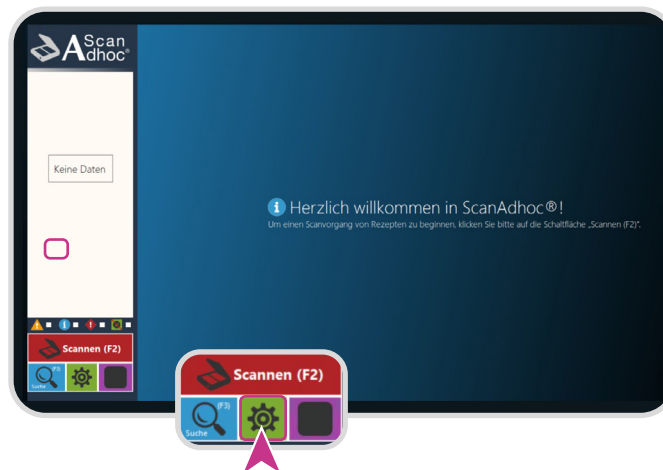 Scan
Adhoc®
Keine Daten
Herzlich willkommen in ScanAdhoc®!
Um einen Scanvorgang von Rezepten zu beginnen, klicken Sie bitte auf die Schaltfläche „Scannen (F2)“.
Scannen (F2)
(F3)
Suche
Scannen (F2)
(F3)
Suche